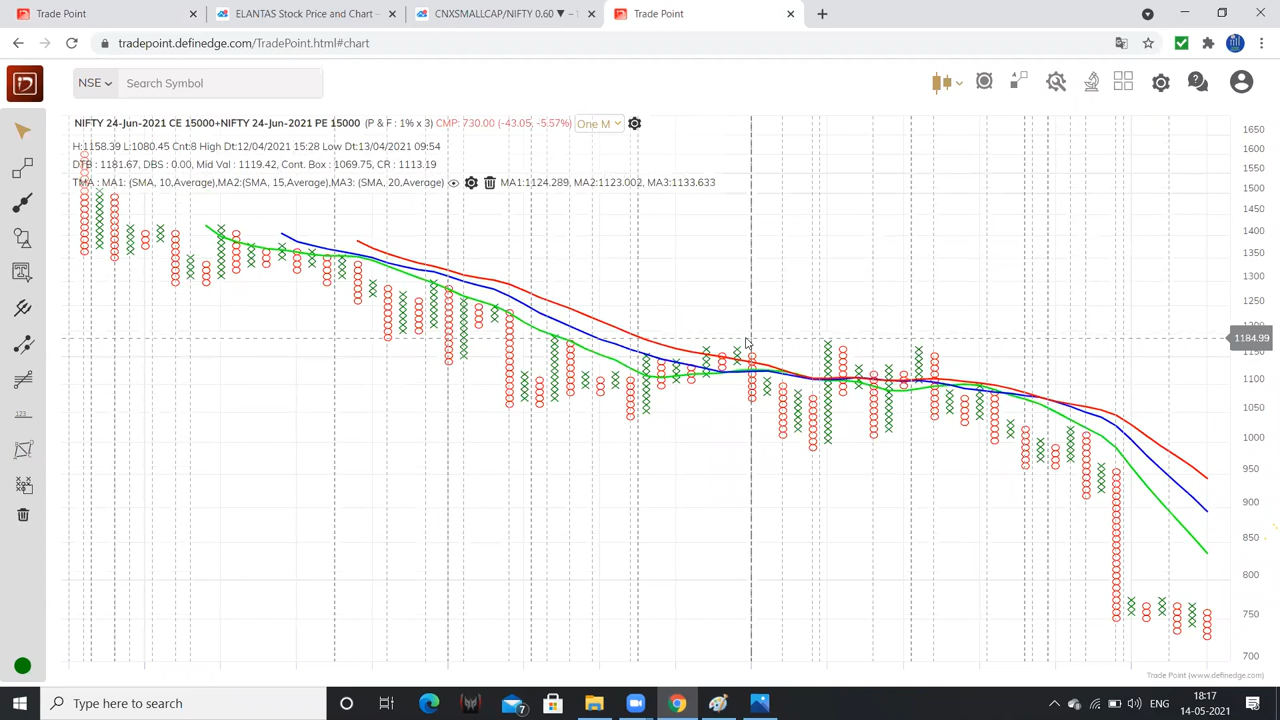 Trade Point
ELANTAS Stock Price and Chart –
CNXSMALLCAP/NIFTY 0.60 ▼ –
Trade Point
tradepoint.definedge.com/TradePoint.html#chart
NSE
Search Symbol
NIFTY 24-Jun-2021 CE 15000+NIFTY 24-Jun-2021 PE 15000 (P & F : 1% x 3) CMP: 730.00 (-43.05, -5.57%) One M
H:1158.39 L:1080.45 Cnt:8 High Dt:12/04/2021 15:28 Low Dt:13/04/2021 09:54
DTB : 1181.67, DBS : 0.00, Mid Val : 1119.42, Cont. Box : 1069.75, CR : 1113.19
TMA : MA1: (SMA, 10,Average),MA2:(SMA, 15,Average),MA3: (SMA, 20,Average) MA1:1124.289, MA2:1123.002, MA3:1133.633
1650
1600
1550
1500
1450
1400
1350
1300
1250
1184.99
1150
1100
1050
1000
950
900
850
800
750
700
123
Trade Point (www.definedge.com)
Type here to search
7
18:17
14-05-2021